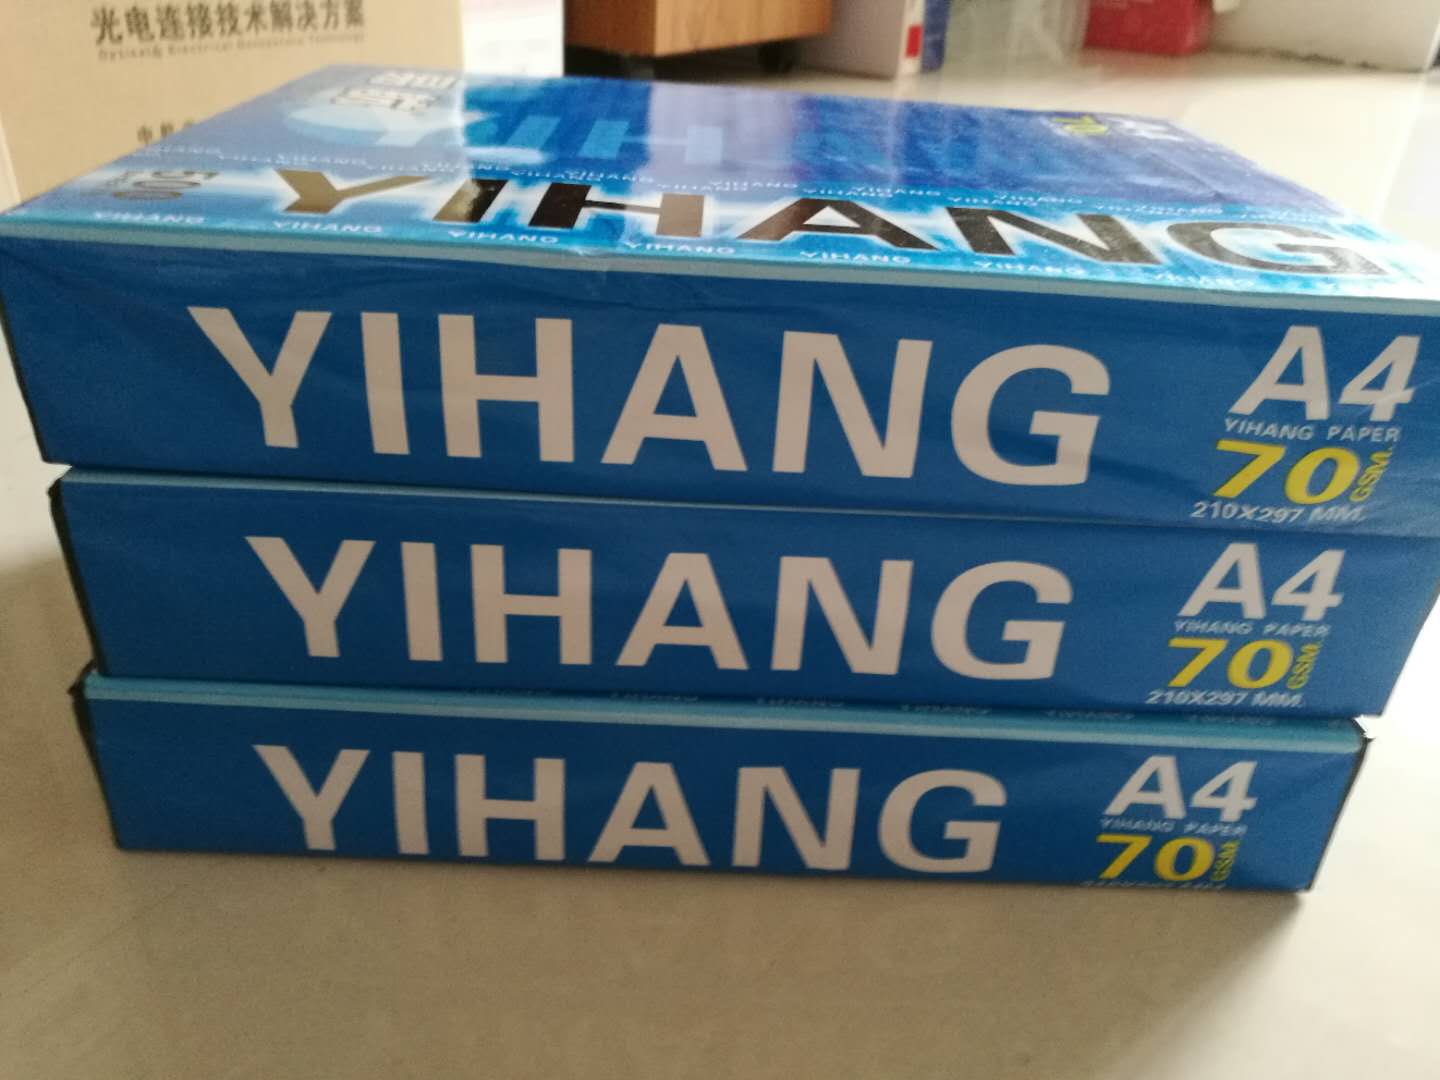 光电连接技术解决方案
500
YIHANG
YIHANG YIHANG YIHANG YIHANG YIHANG YIHANG
YIHANG
A4
YIHANG PAPER
70 GSM.
210X297 MM.
YIHANG
A4
YIHANG PAPER
70 GSM.
210X297 MM.
YIHANG
A4
YIHANG PAPER
70 GSM